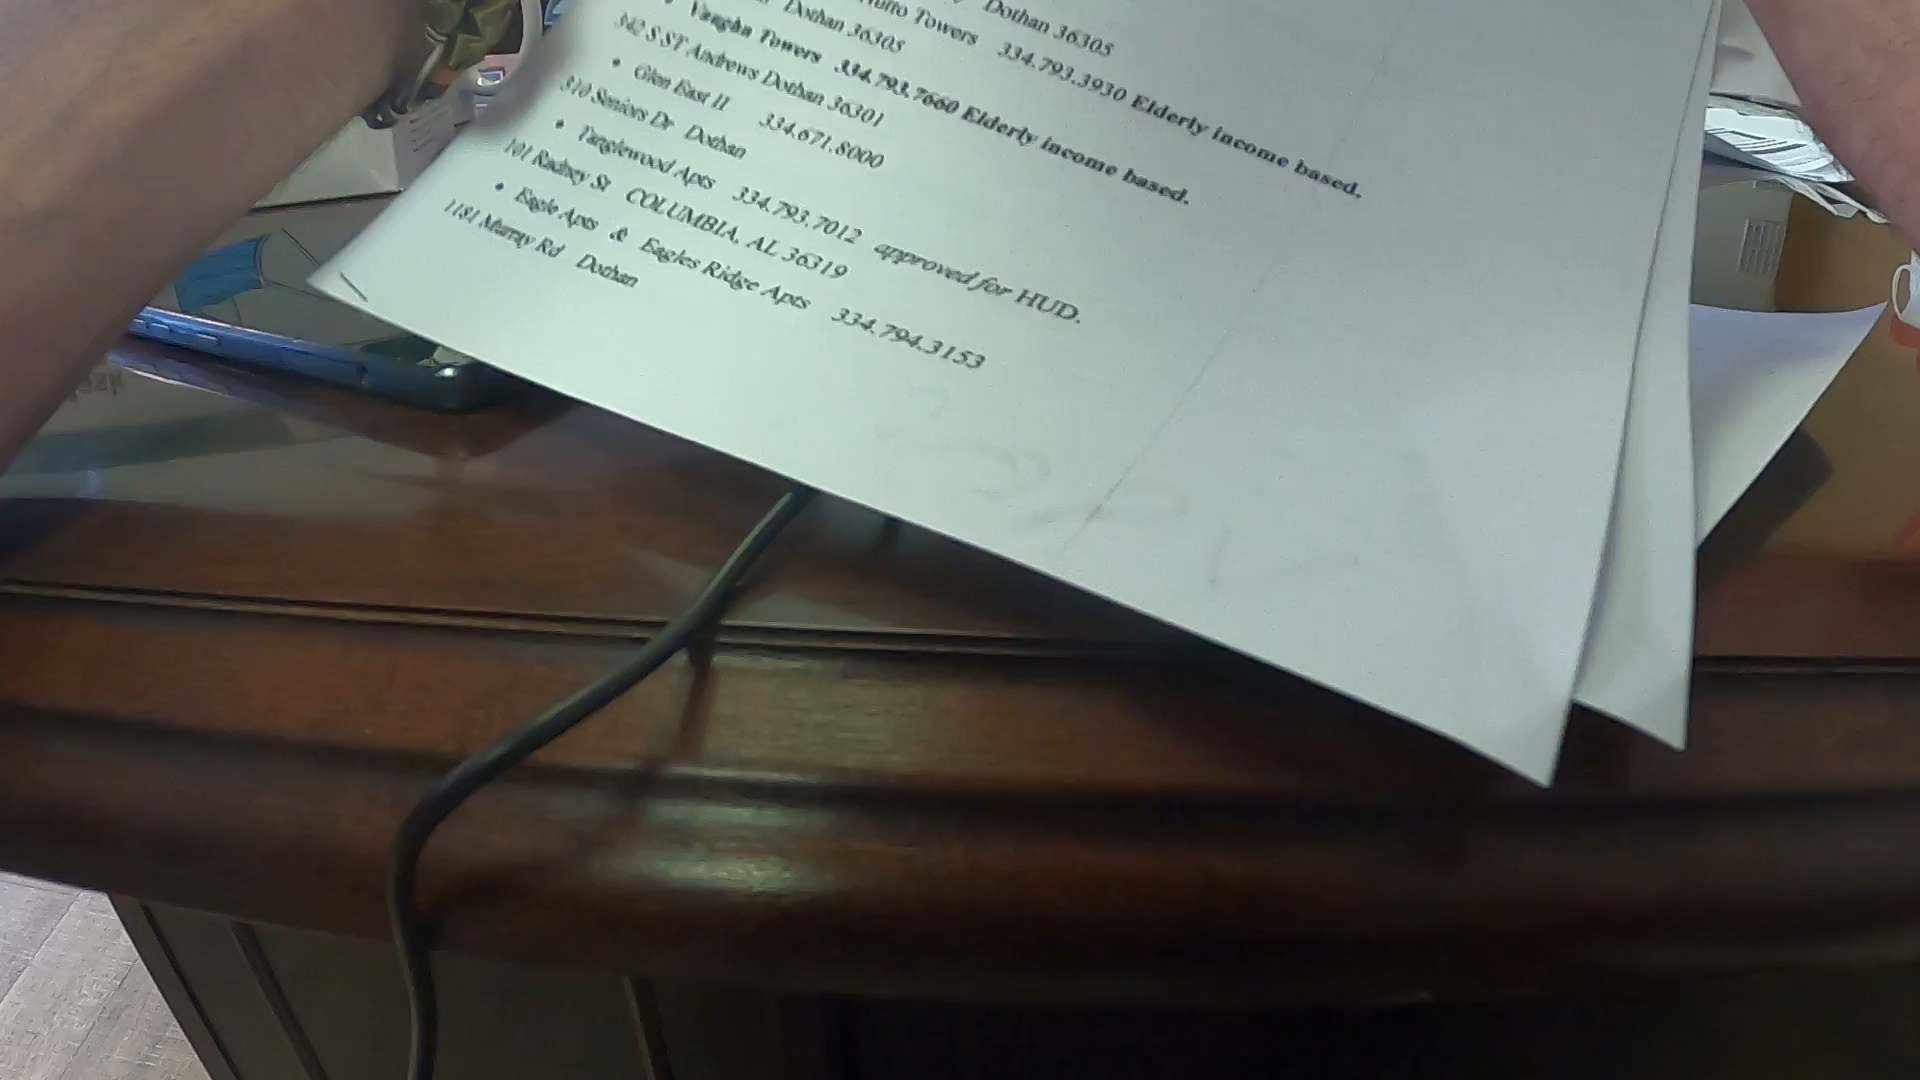 Dothan 36305
Towers 334.793.3930 Elderly income based.
Dothan 36305
• Vaughn Towers 334.793.7660 Elderly income based.
342 S ST Andrews Dothan 36301
• Glen East II 334.671.8000
310 Seniors Dr Dothan
• Tanglewood Apts 334.793.7012 approved for HUD.
101 Radney St COLUMBIA, AL 36319
• Eagle Apts & Eagles Ridge Apts 334.794.3153
1181 Murray Rd Dothan